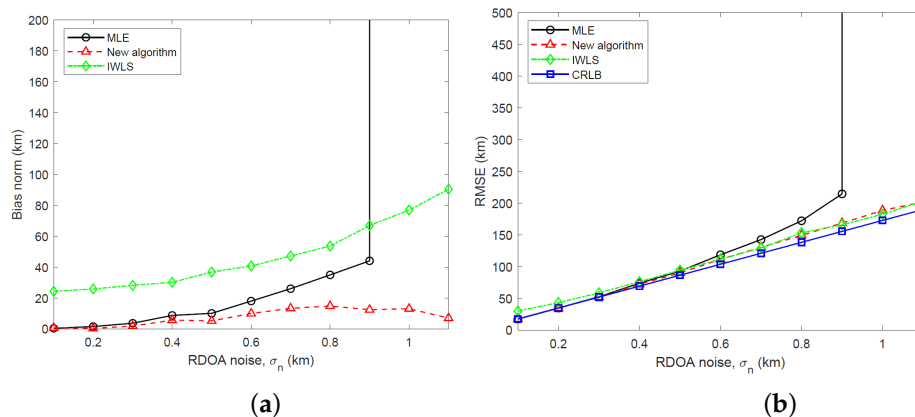 200
180
160
140
120
100
80
60
40
20
0
Bias norm (km)
MLE
New algorithm
IWLS
0.2
0.4
0.6
0.8
1
RDOA noise, σn (km)
(a)
500
450
400
350
300
250
200
150
100
50
0
RMSE (km)
MLE
New algorithm
IWLS
CRLB
0.2
0.4
0.6
0.8
1
RDOA noise, σn (km)
(b)